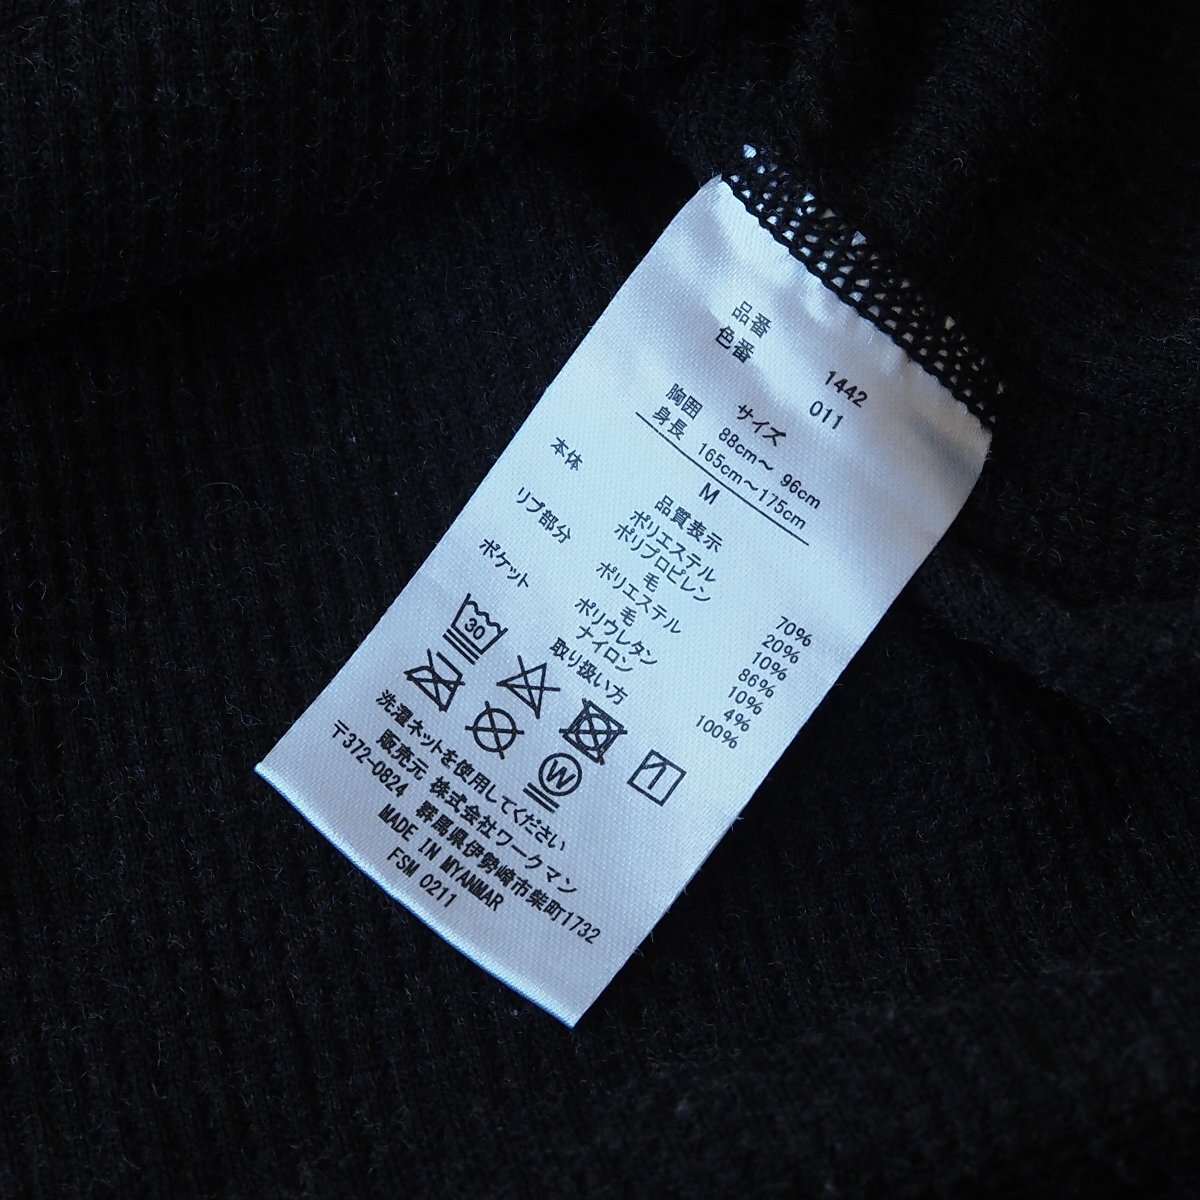 品番 1442
色番 011
サイズ
胸囲 88cm～ 96cm
身長 165cm～175cm
M
品質表示
本体 ポリエステル 70%
ポリプロピレン 20%
毛 10%
リブ部分 ポリエステル 86%
毛 10%
ポリウレタン 4%
ポケット ナイロン 100%
取り扱い方
30
W
1
洗濯ネットを使用してください
販売元 株式会社ワークマン
〒372-0824 群馬県伊勢崎市柴町1732
MADE IN MYANMAR
FSM 0211